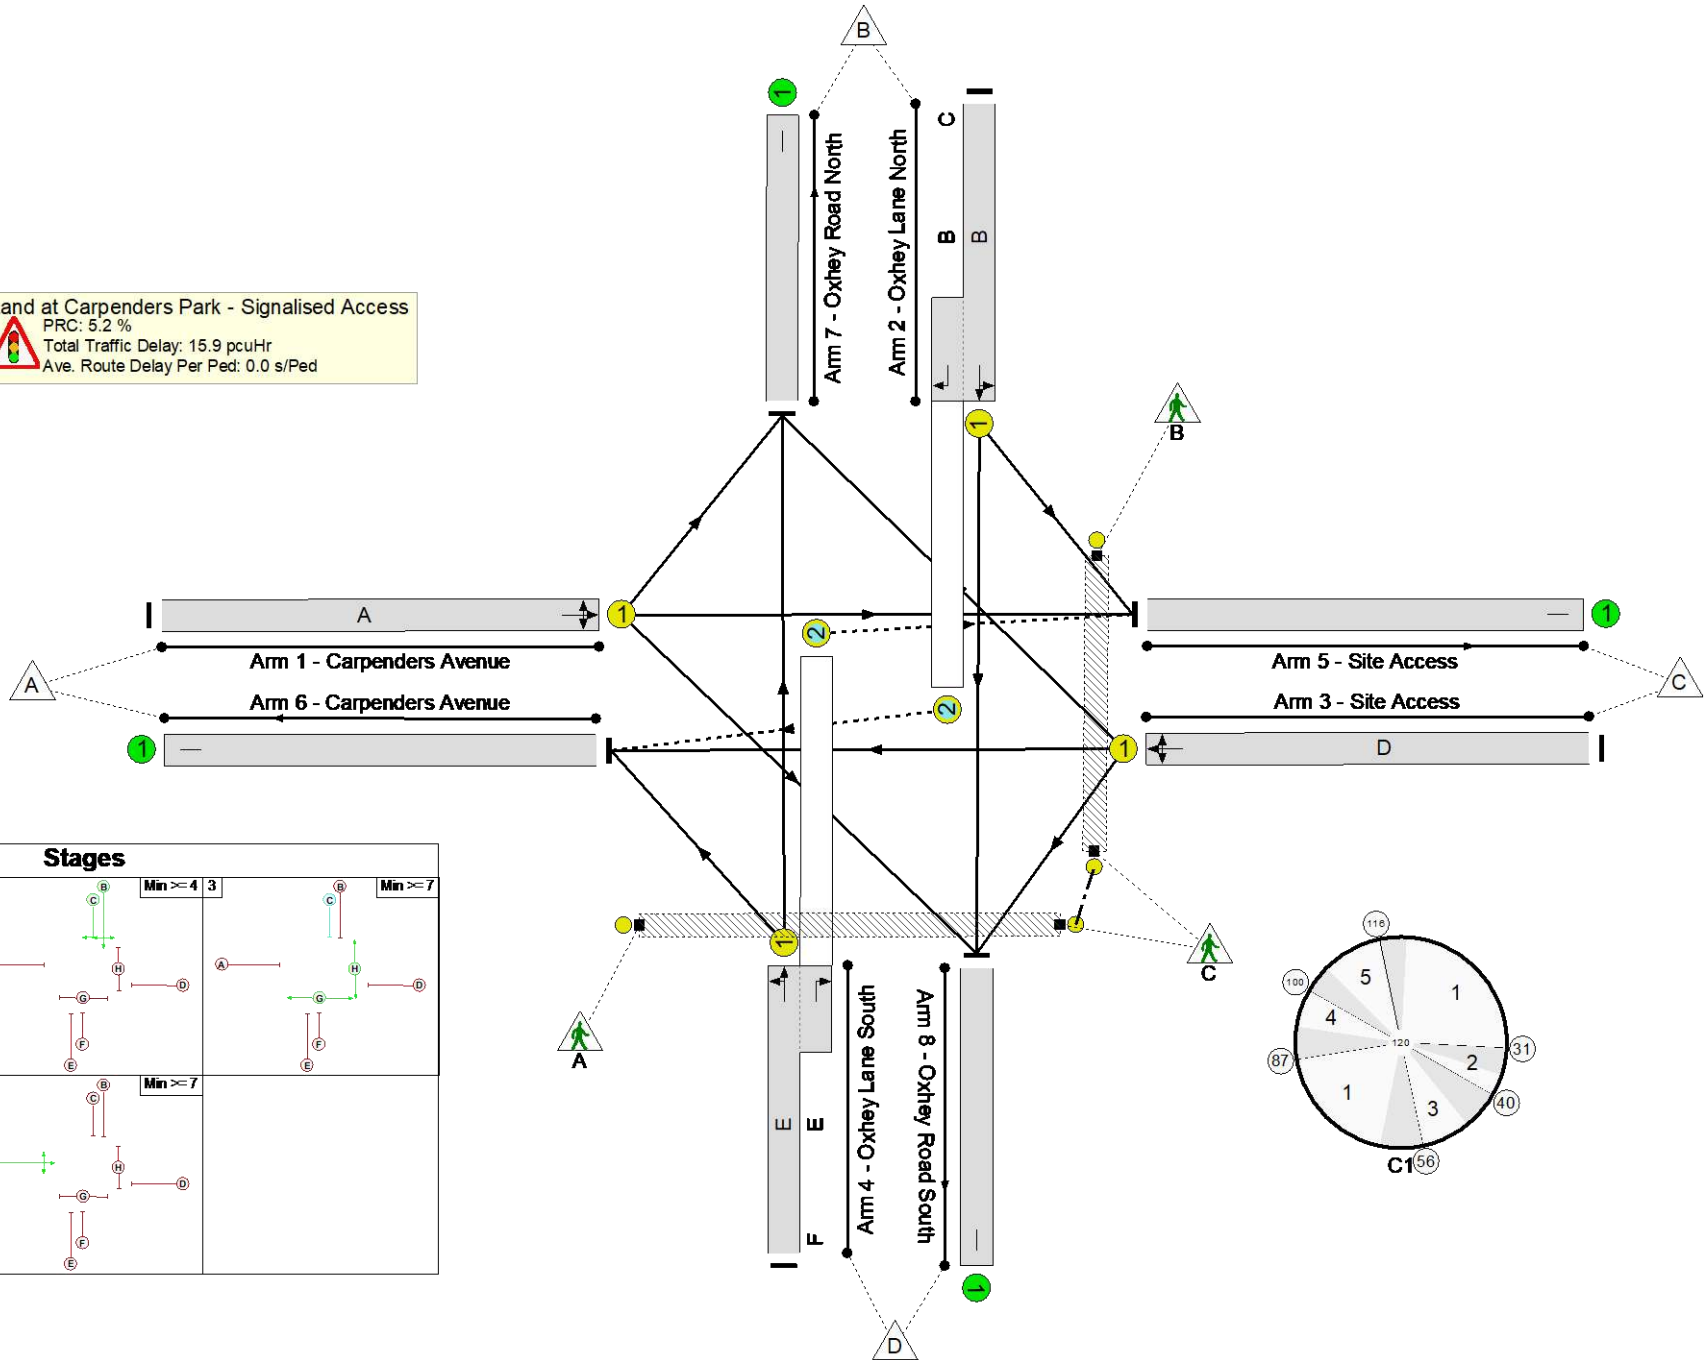 B
1
C
Arm 7 - Oxhey Road North
Arm 2 - Oxhey Lane North
B
B
and at Carpenders Park - Signalised Access
PRC: 5.2 %
Total Traffic Delay: 15.9 pcuHr
Ave. Route Delay Per Ped: 0.0 s/Ped
1
B
A
1
1
2
Arm 1 - Carpenders Avenue
Arm 5 - Site Access
A
C
Arm 6 - Carpenders Avenue
Arm 3 - Site Access
2
1
1
D
Stages
B
Min >= 4
3
B
Min >= 7
C
C
H
A
H
D
D
G
G
F
F
E
E
B
Min >= 7
C
H
D
G
F
E
1
A
C
Arm 4 - Oxhey Lane South
Arm 8 - Oxhey Road South
E
E
F
1
D
116
100
5
1
4
120
31
87
2
1
3
40
C1
56